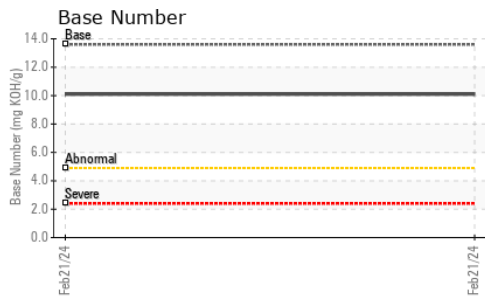 Base Number
Base Number (mg KOH/g)
14.0
12.0
10.0
8.0
6.0
4.0
2.0
0.0
Base
Abnormal
Severe
Feb21/24
Feb21/24